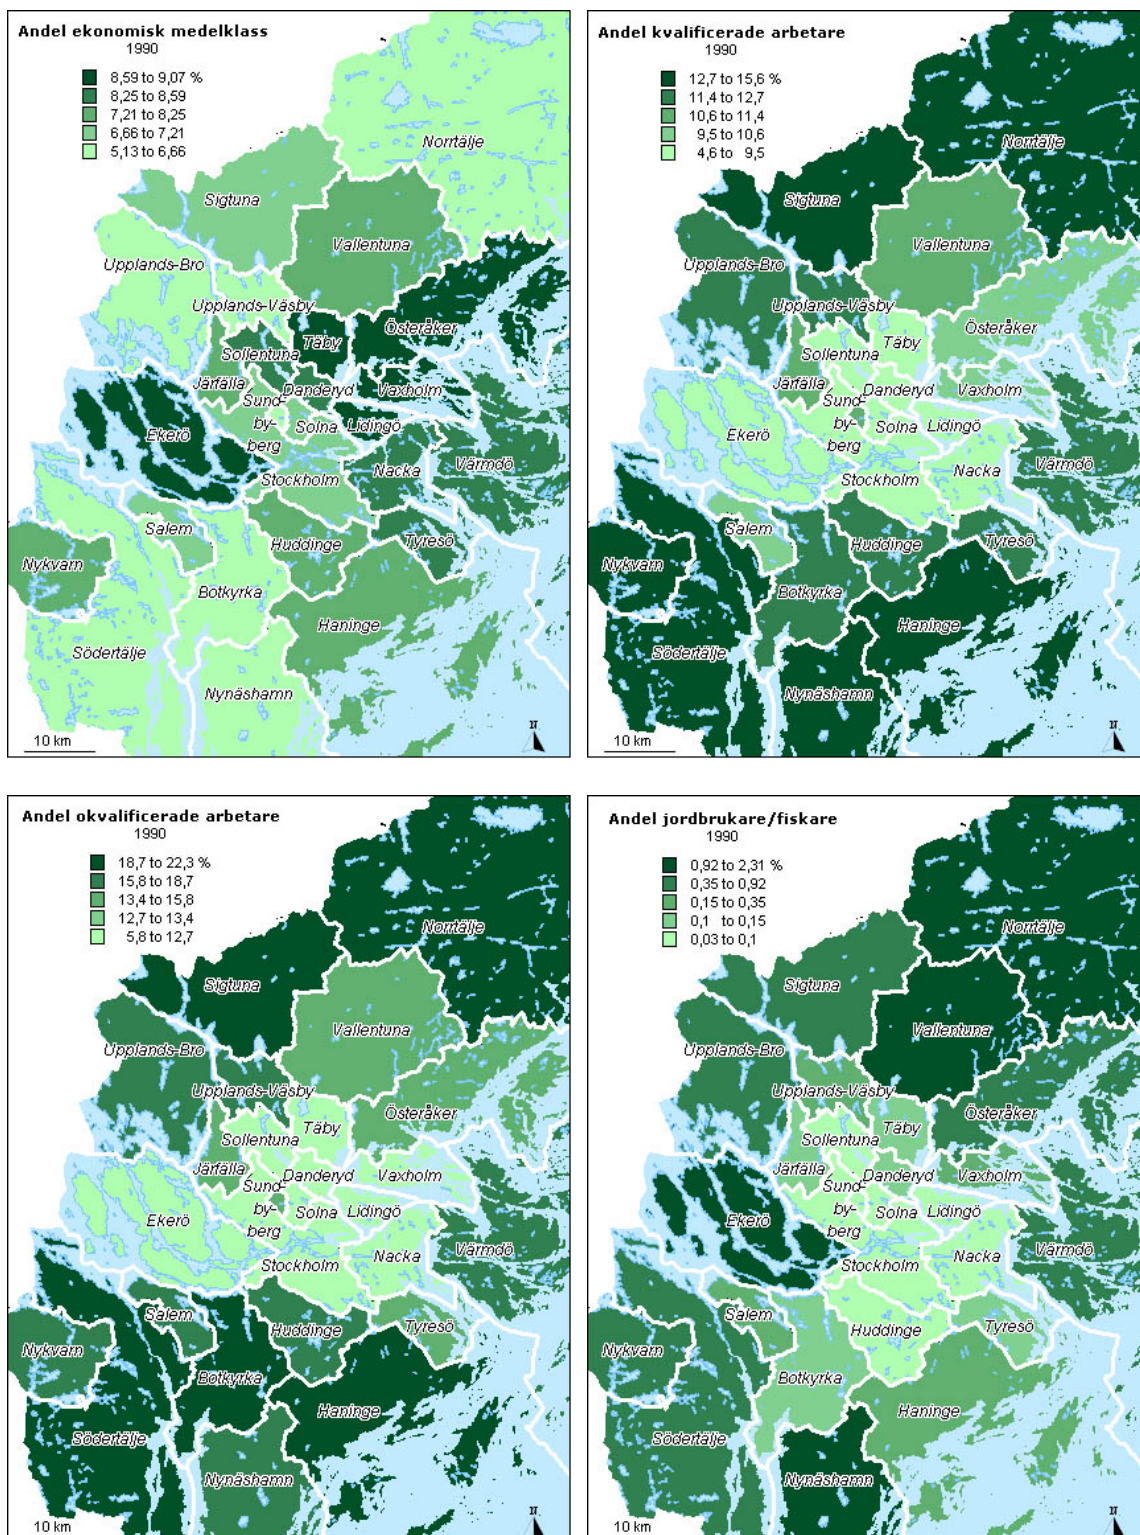 Andel ekonomisk medelklass
1990
8,59 to 9,07 %
8,25 to 8,59
7,21 to 8,25
6,66 to 7,21
5,13 to 6,66
Norrtälje
Sigtuna
Vallentuna
Upplands-Bro
Upplands-Väsby
Österåker
Täby
Sollentuna
Järfälla
Danderyd
Vaxholm
Sund-
by-
berg
Solna
Lidingö
Ekerö
Nacka
Värmdö
Stockholm
Salem
Huddinge
Tyresö
Nykvarn
Botkyrka
Haninge
Södertälje
Nynäshamn
10 km
N
Andel kvalificerade arbetare
1990
12,7 to 15,6 %
11,4 to 12,7
10,6 to 11,4
9,5 to 10,6
4,6 to 9,5
Norrtälje
Sigtuna
Vallentuna
Upplands-Bro
Upplands-Väsby
Österåker
Täby
Sollentuna
Järfälla
Danderyd
Vaxholm
Sund-
by-
berg
Solna
Lidingö
Ekerö
Nacka
Värmdö
Stockholm
Salem
Huddinge
Tyresö
Nykvarn
Botkyrka
Haninge
Södertälje
Nynäshamn
10 km
N
Andel okvalificerade arbetare
1990
18,7 to 22,3 %
15,8 to 18,7
13,4 to 15,8
12,7 to 13,4
5,8 to 12,7
Norrtälje
Sigtuna
Vallentuna
Upplands-Bro
Upplands-Väsby
Österåker
Täby
Sollentuna
Järfälla
Danderyd
Vaxholm
Sund-
by-
berg
Solna
Lidingö
Ekerö
Nacka
Värmdö
Stockholm
Salem
Huddinge
Tyresö
Nykvarn
Botkyrka
Haninge
Södertälje
Nynäshamn
10 km
N
Andel jordbrukare/fiskare
1990
0,92 to 2,31 %
0,35 to 0,92
0,15 to 0,35
0,1 to 0,15
0,03 to 0,1
Norrtälje
Sigtuna
Vallentuna
Upplands-Bro
Upplands-Väsby
Österåker
Täby
Sollentuna
Järfälla
Danderyd
Vaxholm
Sund-
by-
berg
Solna
Lidingö
Ekerö
Nacka
Värmdö
Stockholm
Salem
Huddinge
Tyresö
Nykvarn
Botkyrka
Haninge
Södertälje
Nynäshamn
10 km
N